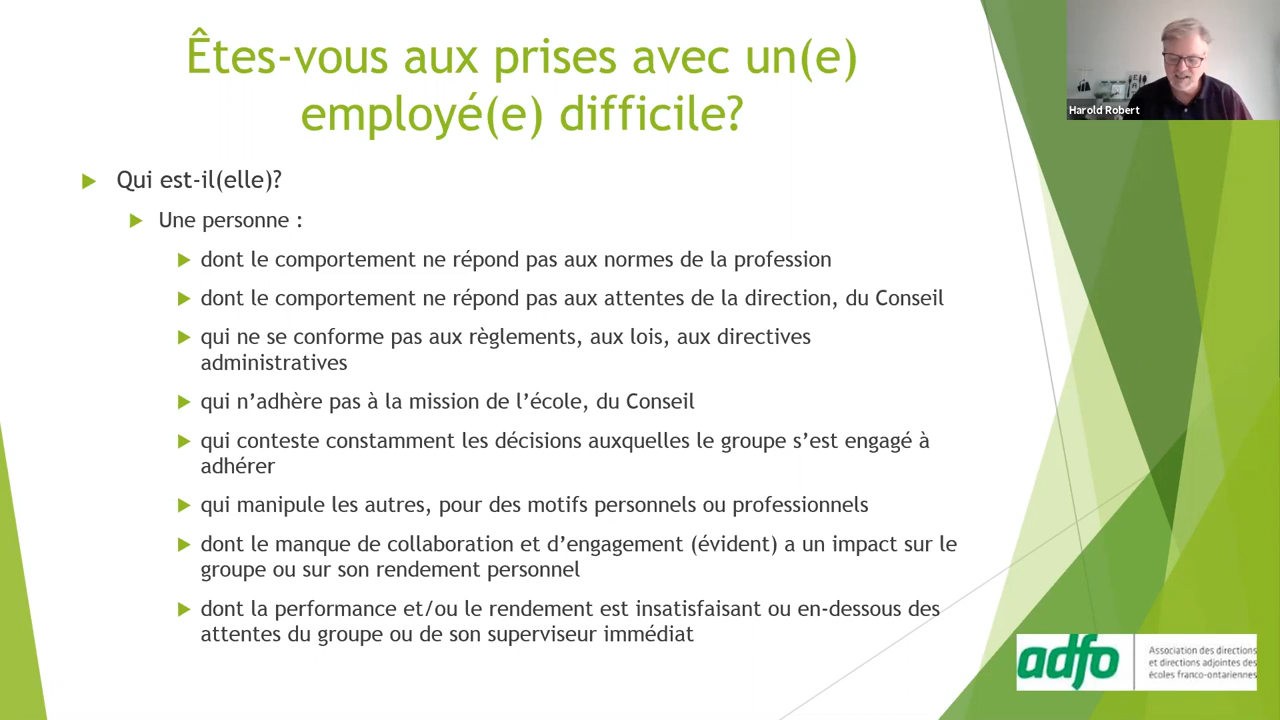 Êtes-vous aux prises avec un(e)
employé(e) difficile?
Harold Robert
Qui est-il(elle)?
Une personne :
dont le comportement ne répond pas aux normes de la profession
dont le comportement ne répond pas aux attentes de la direction, du Conseil
qui ne se conforme pas aux règlements, aux lois, aux directives
administratives
qui n’adhère pas à la mission de l’école, du Conseil
qui conteste constamment les décisions auxquelles le groupe s’est engagé à
adhérer
qui manipule les autres, pour des motifs personnels ou professionnels
dont le manque de collaboration et d’engagement (évident) a un impact sur le
groupe ou sur son rendement personnel
dont la performance et/ou le rendement est insatisfaisant ou en-dessous des
attentes du groupe ou de son superviseur immédiat
adfo
Association des directions
et directions adjointes des
écoles franco-ontariennes